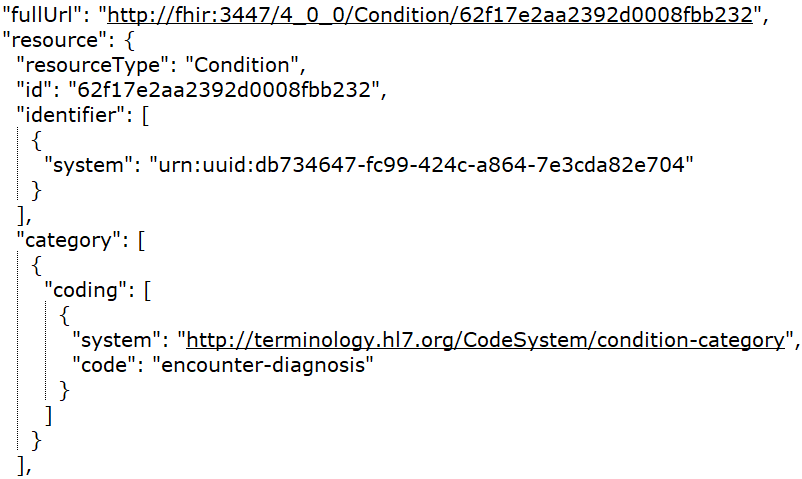 "fullUrl": "http://fhir:3447/4_0_0/Condition/62f17e2aa2392d0008fbb232",
"resource": {
"resourceType": "Condition",
"id": "62f17e2aa2392d0008fbb232",
"identifier": [
{
"system": "urn:uuid:db734647-fc99-424c-a864-7e3cda82e704"
}
],
"category": [
{
"coding": [
{
"system": "http://terminology.hl7.org/CodeSystem/condition-category",
"code": "encounter-diagnosis"
}
]
}
],